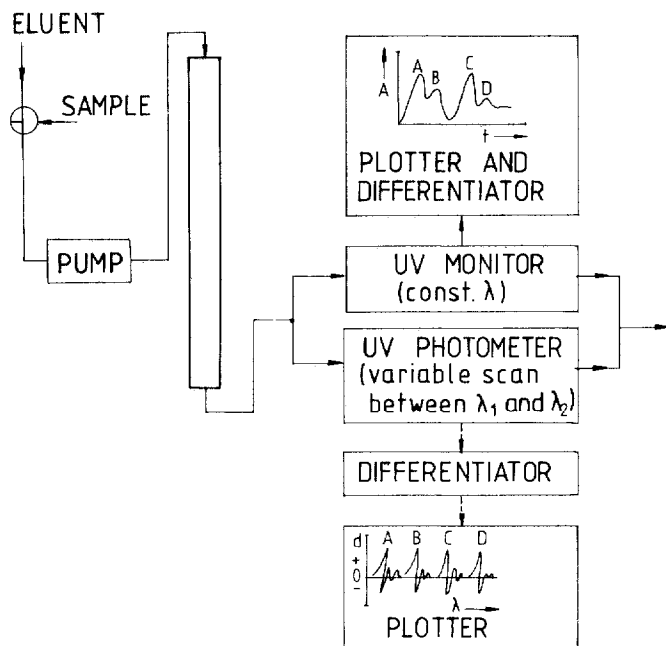 ELUENT
SAMPLE
PUMP
A
A
B
C
D
t
PLOTTER AND
DIFFERENTIATOR
UV MONITOR
(const. λ)
UV PHOTOMETER
(variable scan
between λ₁ and λ₂)
DIFFERENTIATOR
d
+
0
-
A B C D
λ
PLOTTER